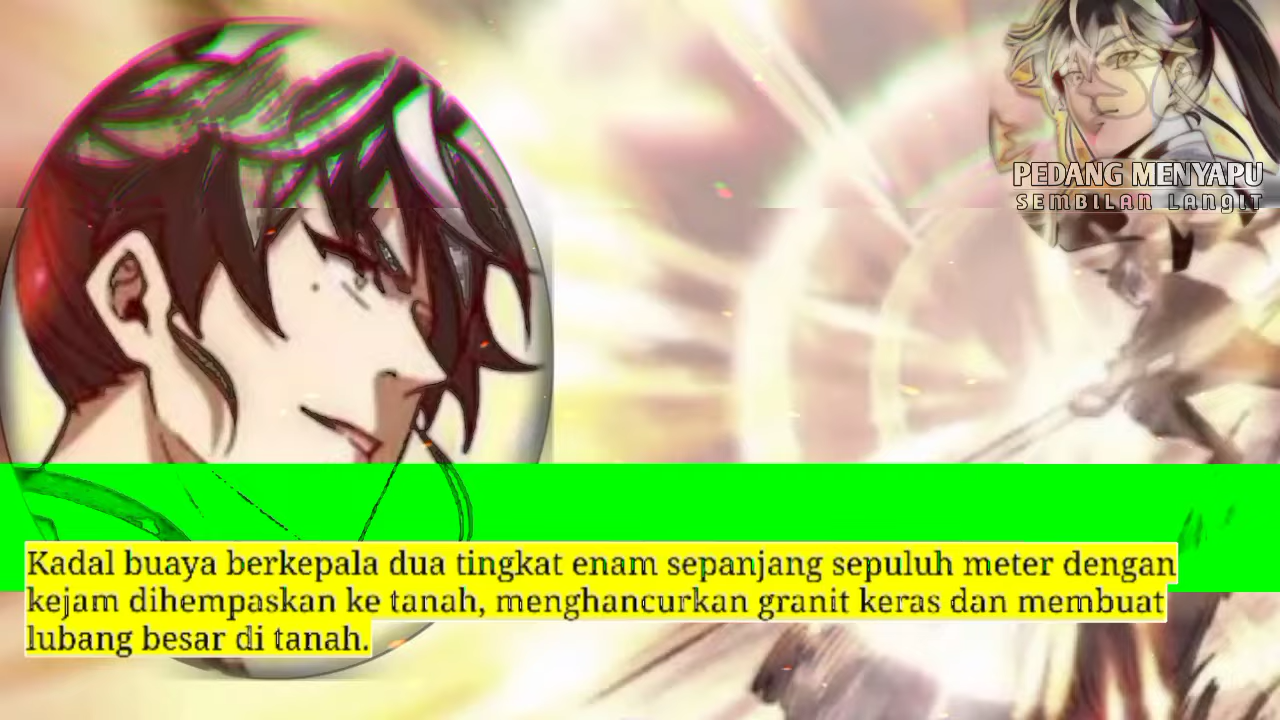 PEDANG MENYAPU
SEMBILAN LANGIT
Kadal buaya berkepala dua tingkat enam sepanjang sepuluh meter dengan
kejam dihempaskan ke tanah, menghancurkan granit keras dan membuat
lubang besar di tanah.